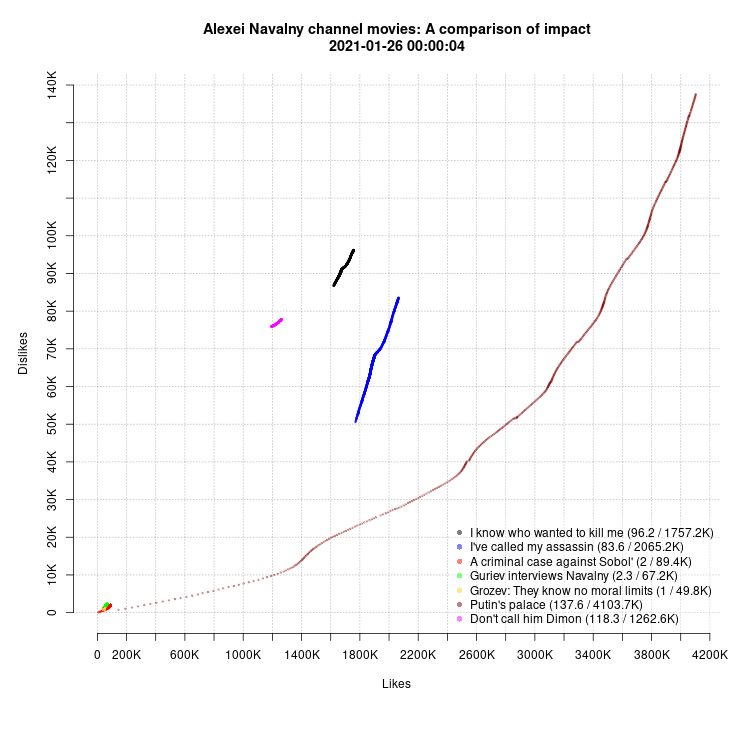 Alexei Navalny channel movies: A comparison of impact
2021-01-26 00:00:04
Dislikes
140K
120K
100K
90K
80K
70K
60K
50K
40K
30K
20K
10K
0
I know who wanted to kill me (96.2 / 1757.2K)
I've called my assassin (83.6 / 2065.2K)
A criminal case against Sobol' (2 / 89.4K)
Guriev interviews Navalny (2.3 / 67.2K)
Grozev: They know no moral limits (1 / 49.8K)
Putin's palace (137.6 / 4103.7K)
Don't call him Dimon (118.3 / 1262.6K)
0 200K 600K 1000K 1400K 1800K 2200K 2600K 3000K 3400K 3800K 4200K
Likes